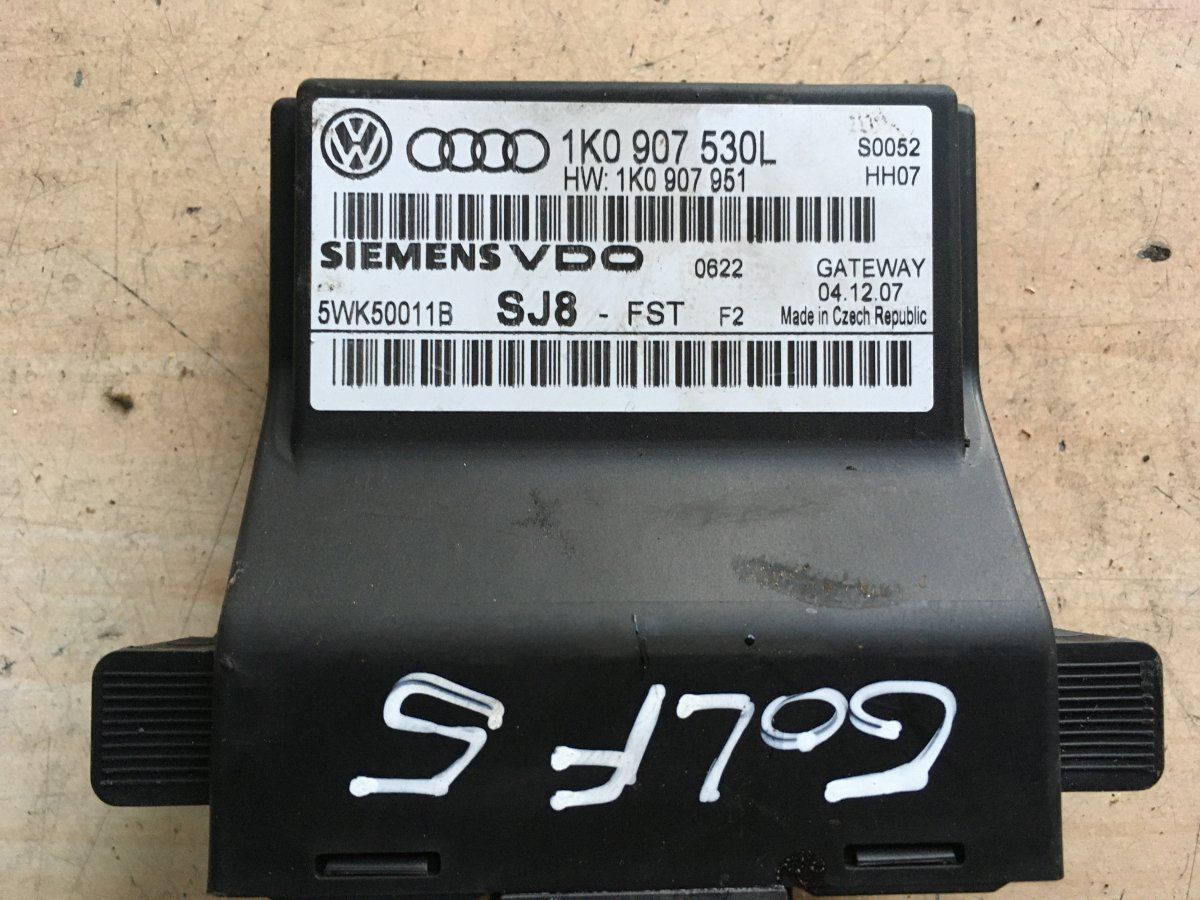 1K0 907 530L S0052
HW: 1K0 907 951 HH07
SIEMENS VDO 0622 GATEWAY
04.12.07
5WK50011B SJ8 - FST F2 Made in Czech Republic
GOLF 5